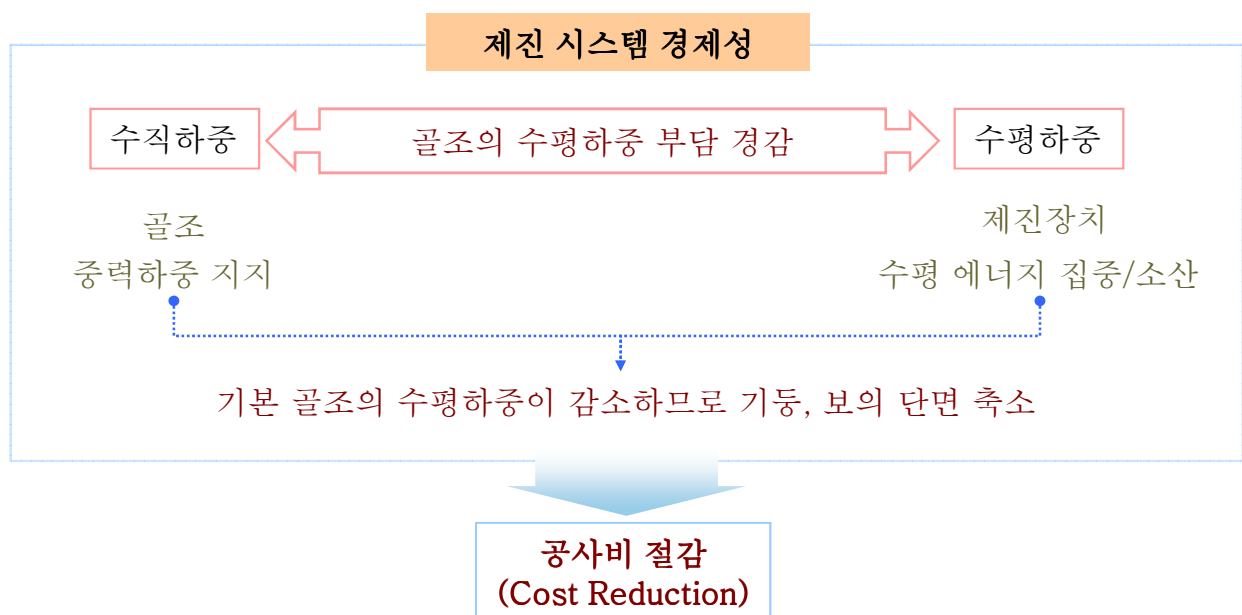 제진 시스템 경제성
수직하중
골조의 수평하중 부담 경감
수평하중
골조
중력하중 지지
제진장치
수평 에너지 집중/소산
기본 골조의 수평하중이 감소하므로 기둥, 보의 단면 축소
공사비 절감
(Cost Reduction)